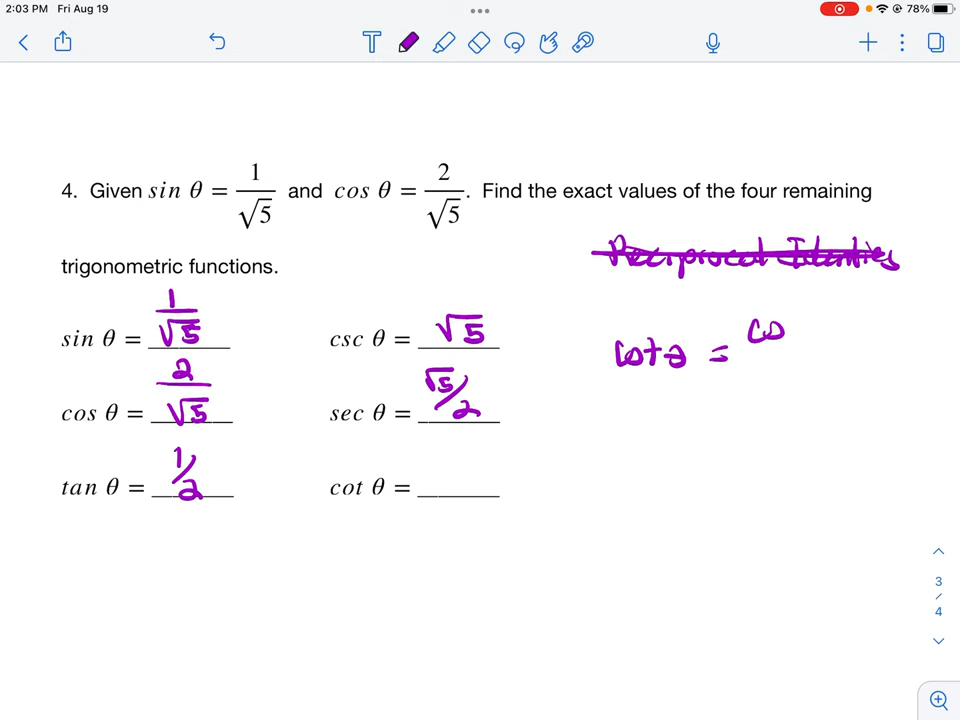 2:03 PM Fri Aug 19 78%
4. Given sin θ = 1/√5 and cos θ = 2/√5. Find the exact values of the four remaining
trigonometric functions.
Reciprocal Identities
sin θ = 1/√5 csc θ = √5
cot θ = co
cos θ = 2/√5 sec θ = √5/2
tan θ = 1/2 cot θ = ______
3
/
4